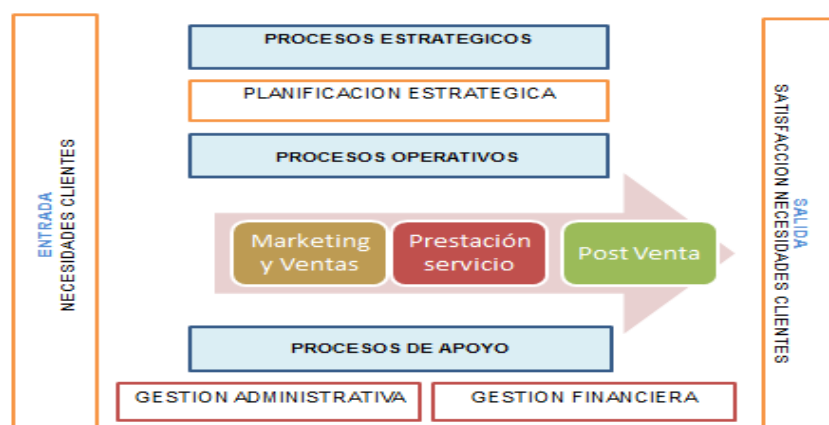 ENTRADA
NECESIDADES CLIENTES
PROCESOS ESTRATEGICOS
PLANIFICACION ESTRATEGICA
PROCESOS OPERATIVOS
Marketing
y Ventas
Prestación
servicio
Post Venta
PROCESOS DE APOYO
GESTION ADMINISTRATIVA
GESTION FINANCIERA
SALIDA
SATISFACCION NECESIDADES CLIENTES